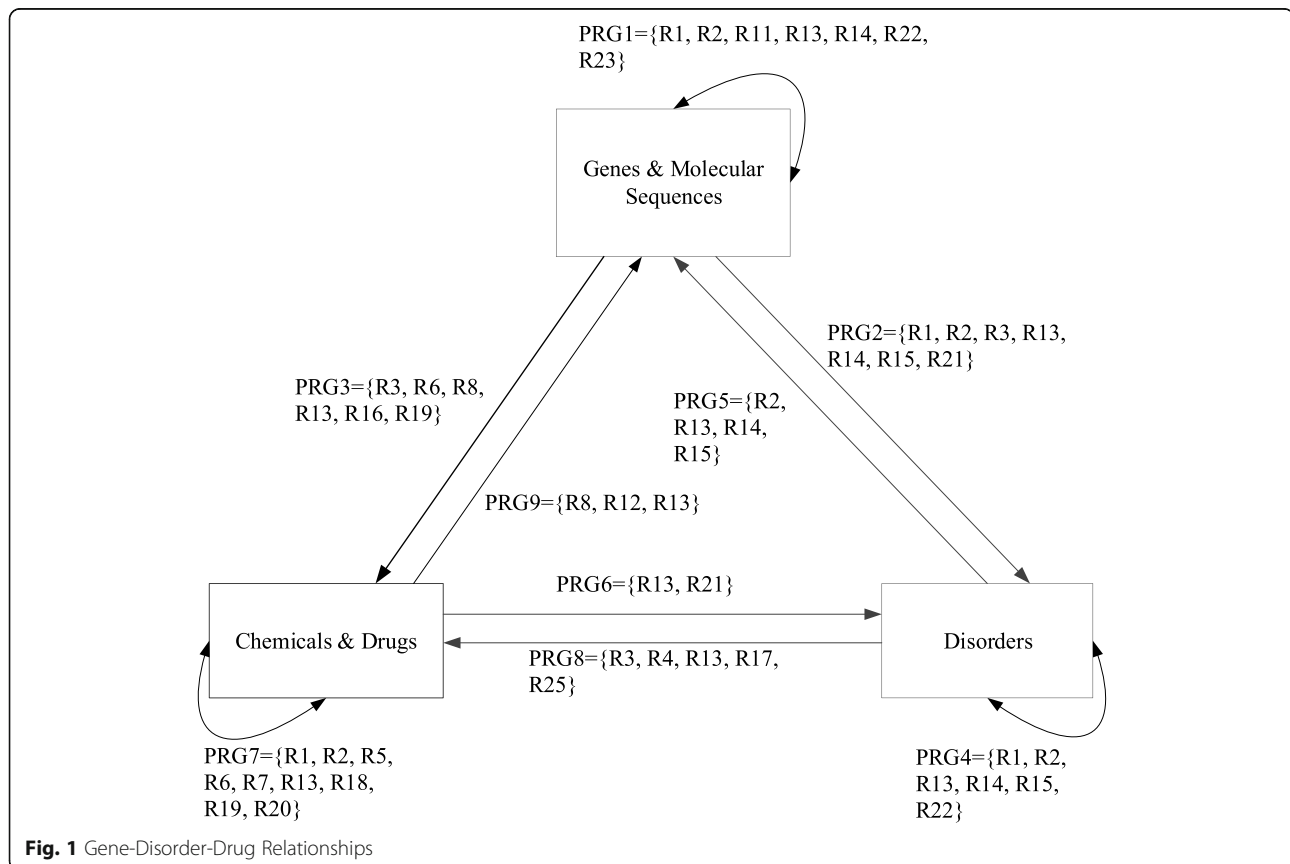 PRG1={R1, R2, R11, R13, R14, R22,
R23}
Genes & Molecular
Sequences
PRG2={R1, R2, R3, R13,
R14, R15, R21}
PRG3={R3, R6, R8,
R13, R16, R19}
PRG5={R2,
R13, R14,
R15}
PRG9={R8, R12, R13}
PRG6={R13, R21}
Chemicals & Drugs
Disorders
PRG8={R3, R4, R13, R17,
R25}
PRG7={R1, R2, R5,
R6, R7, R13, R18,
R19, R20}
PRG4={R1, R2,
R13, R14, R15,
R22}
Fig. 1 Gene-Disorder-Drug Relationships